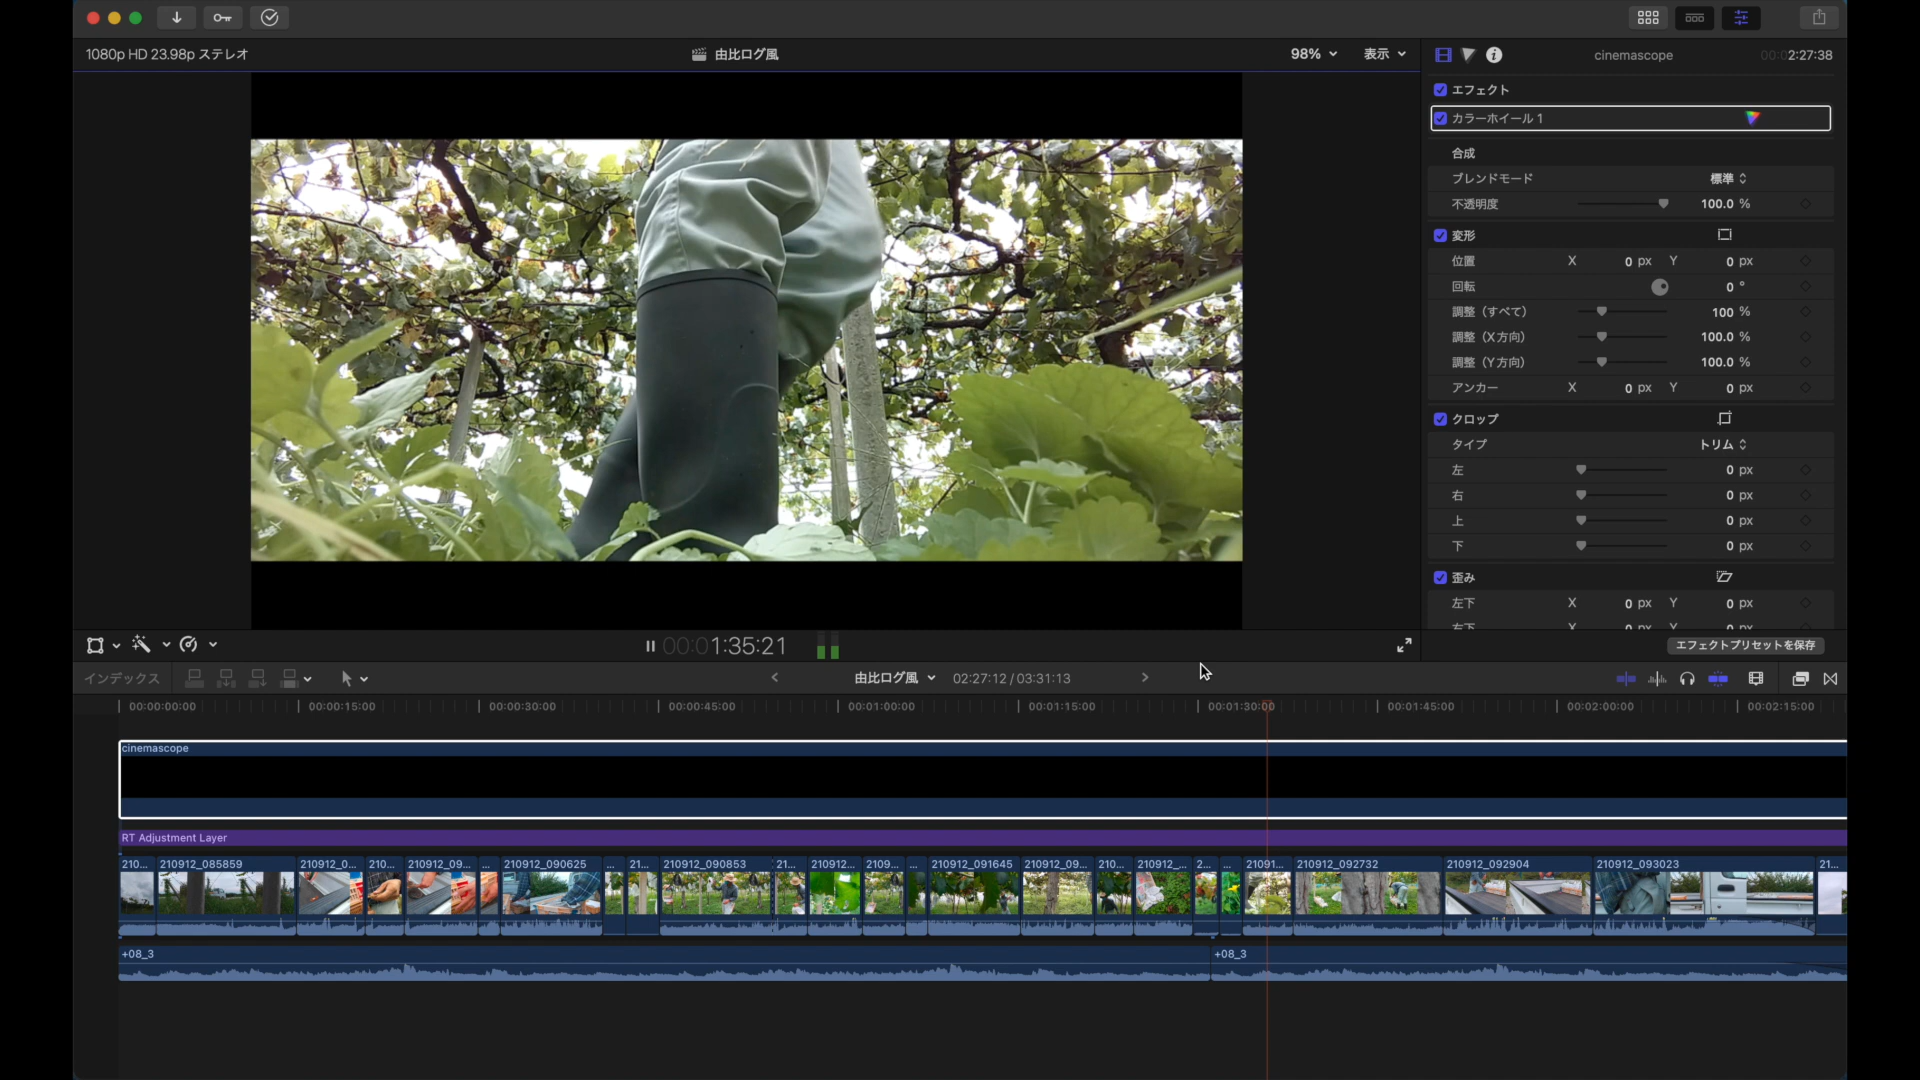 1080p HD 23.98p ステレオ
由比ログ風
98%
表示
cinemascope
00:02:27:38
エフェクト
カラーホイール 1
合成
ブレンドモード 標準
不透明度 100.0 %
変形
位置 X 0 px Y 0 px
回転 0 °
調整（すべて） 100 %
調整（X方向） 100.0 %
調整（Y方向） 100.0 %
アンカー X 0 px Y 0 px
クロップ
タイプ トリム
左 0 px
右 0 px
上 0 px
下 0 px
歪み
左下 X 0 px Y 0 px
右下 X 0 px Y 0 px
00:01:35:21
エフェクトプリセットを保存
インデックス
由比ログ風
02:27:12 / 03:31:13
00:00:00:00 00:00:15:00 00:00:30:00 00:00:45:00 00:01:00:00 00:01:15:00 00:01:30:00 00:01:45:00 00:02:00:00 00:02:15:00
cinemascope
RT Adjustment Layer
210... 210912_085859 210912_0... 210... 210912_09... ... 210912_090625 ... 21... 210912_090853 21... 210912... 2109... ... 210912_091645 210912_09... 210... 210912_... 2... ... 21091... 210912_092732 210912_092904 210912_093023 21...
+08_3 +08_3